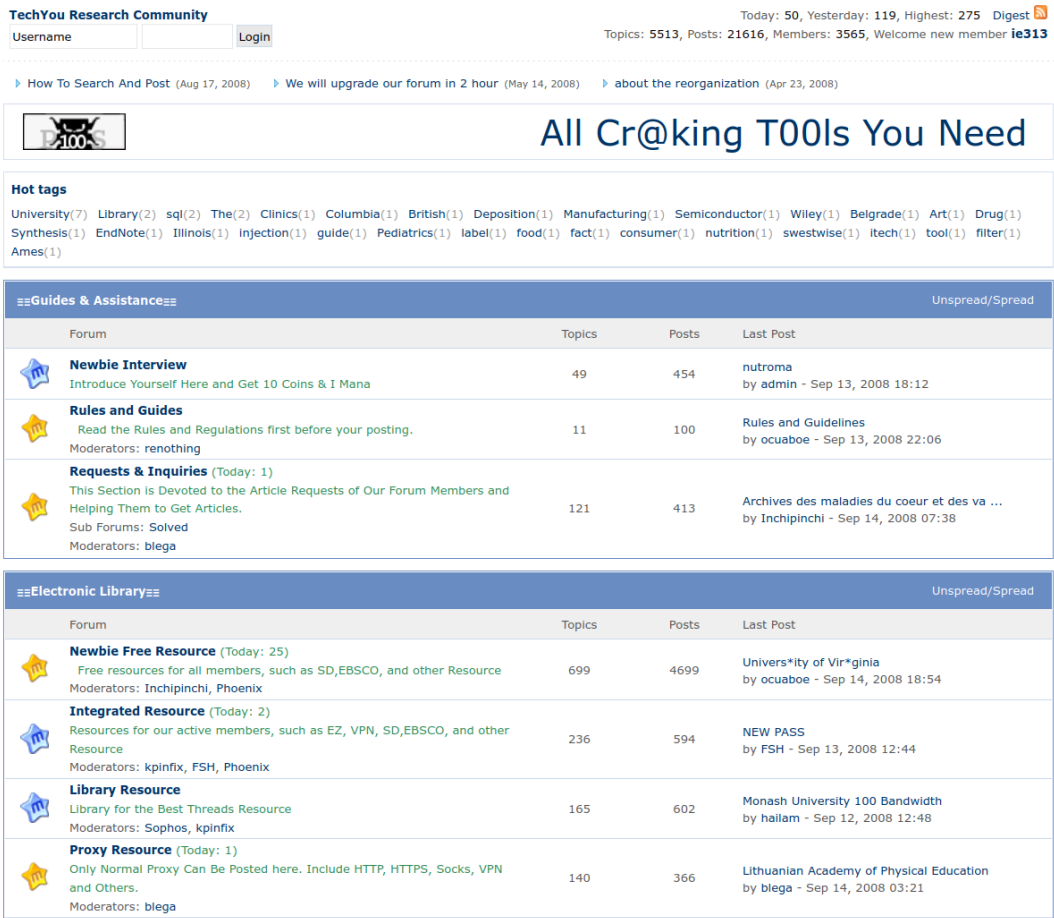 TechYou Research Community
Today: 50, Yesterday: 119, Highest: 275 Digest
Username Login
Topics: 5513, Posts: 21616, Members: 3565, Welcome new member ie313
How To Search And Post (Aug 17, 2008) We will upgrade our forum in 2 hour (May 14, 2008) about the reorganization (Apr 23, 2008)
P100%S
All Cr@king T00ls You Need
Hot tags
University(7) Library(2) sql(2) The(2) Clinics(1) Columbia(1) British(1) Deposition(1) Manufacturing(1) Semiconductor(1) Wiley(1) Belgrade(1) Art(1) Drug(1)
Synthesis(1) EndNote(1) Illinois(1) injection(1) guide(1) Pediatrics(1) label(1) food(1) fact(1) consumer(1) nutrition(1) swestwise(1) itech(1) tool(1) filter(1)
Ames(1)
≡≡Guides & Assistance≡≡ Unspread/Spread
Forum Topics Posts Last Post
Newbie Interview
Introduce Yourself Here and Get 10 Coins & I Mana
49 454
nutroma
by admin - Sep 13, 2008 18:12
Rules and Guides
Read the Rules and Regulations first before your posting.
Moderators: renothing
11 100
Rules and Guidelines
by ocuaboe - Sep 13, 2008 22:06
Requests & Inquiries (Today: 1)
This Section is Devoted to the Article Requests of Our Forum Members and
Helping Them to Get Articles.
Sub Forums: Solved
Moderators: blega
121 413
Archives des maladies du coeur et des va ...
by Inchipinchi - Sep 14, 2008 07:38
≡≡Electronic Library≡≡ Unspread/Spread
Forum Topics Posts Last Post
Newbie Free Resource (Today: 25)
Free resources for all members, such as SD,EBSCO, and other Resource
Moderators: Inchipinchi, Phoenix
699 4699
Univers*ity of Vir*ginia
by ocuaboe - Sep 14, 2008 18:54
Integrated Resource (Today: 2)
Resources for our active members, such as EZ, VPN, SD,EBSCO, and other
Resource
Moderators: kpinfix, FSH, Phoenix
236 594
NEW PASS
by FSH - Sep 13, 2008 12:44
Library Resource
Library for the Best Threads Resource
Moderators: Sophos, kpinfix
165 602
Monash University 100 Bandwidth
by hailam - Sep 12, 2008 12:48
Proxy Resource (Today: 1)
Only Normal Proxy Can Be Posted here. Include HTTP, HTTPS, Socks, VPN
and Others.
Moderators: blega
140 366
Lithuanian Academy of Physical Education
by blega - Sep 14, 2008 03:21